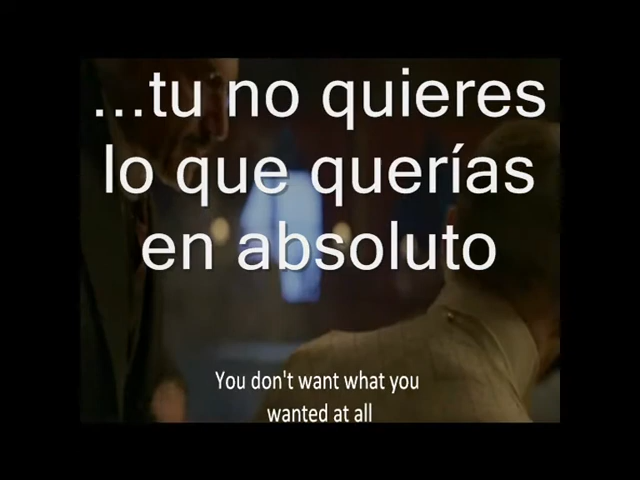 ...tu no quieres
lo que querías
en absoluto
You don't want what you
wanted at all